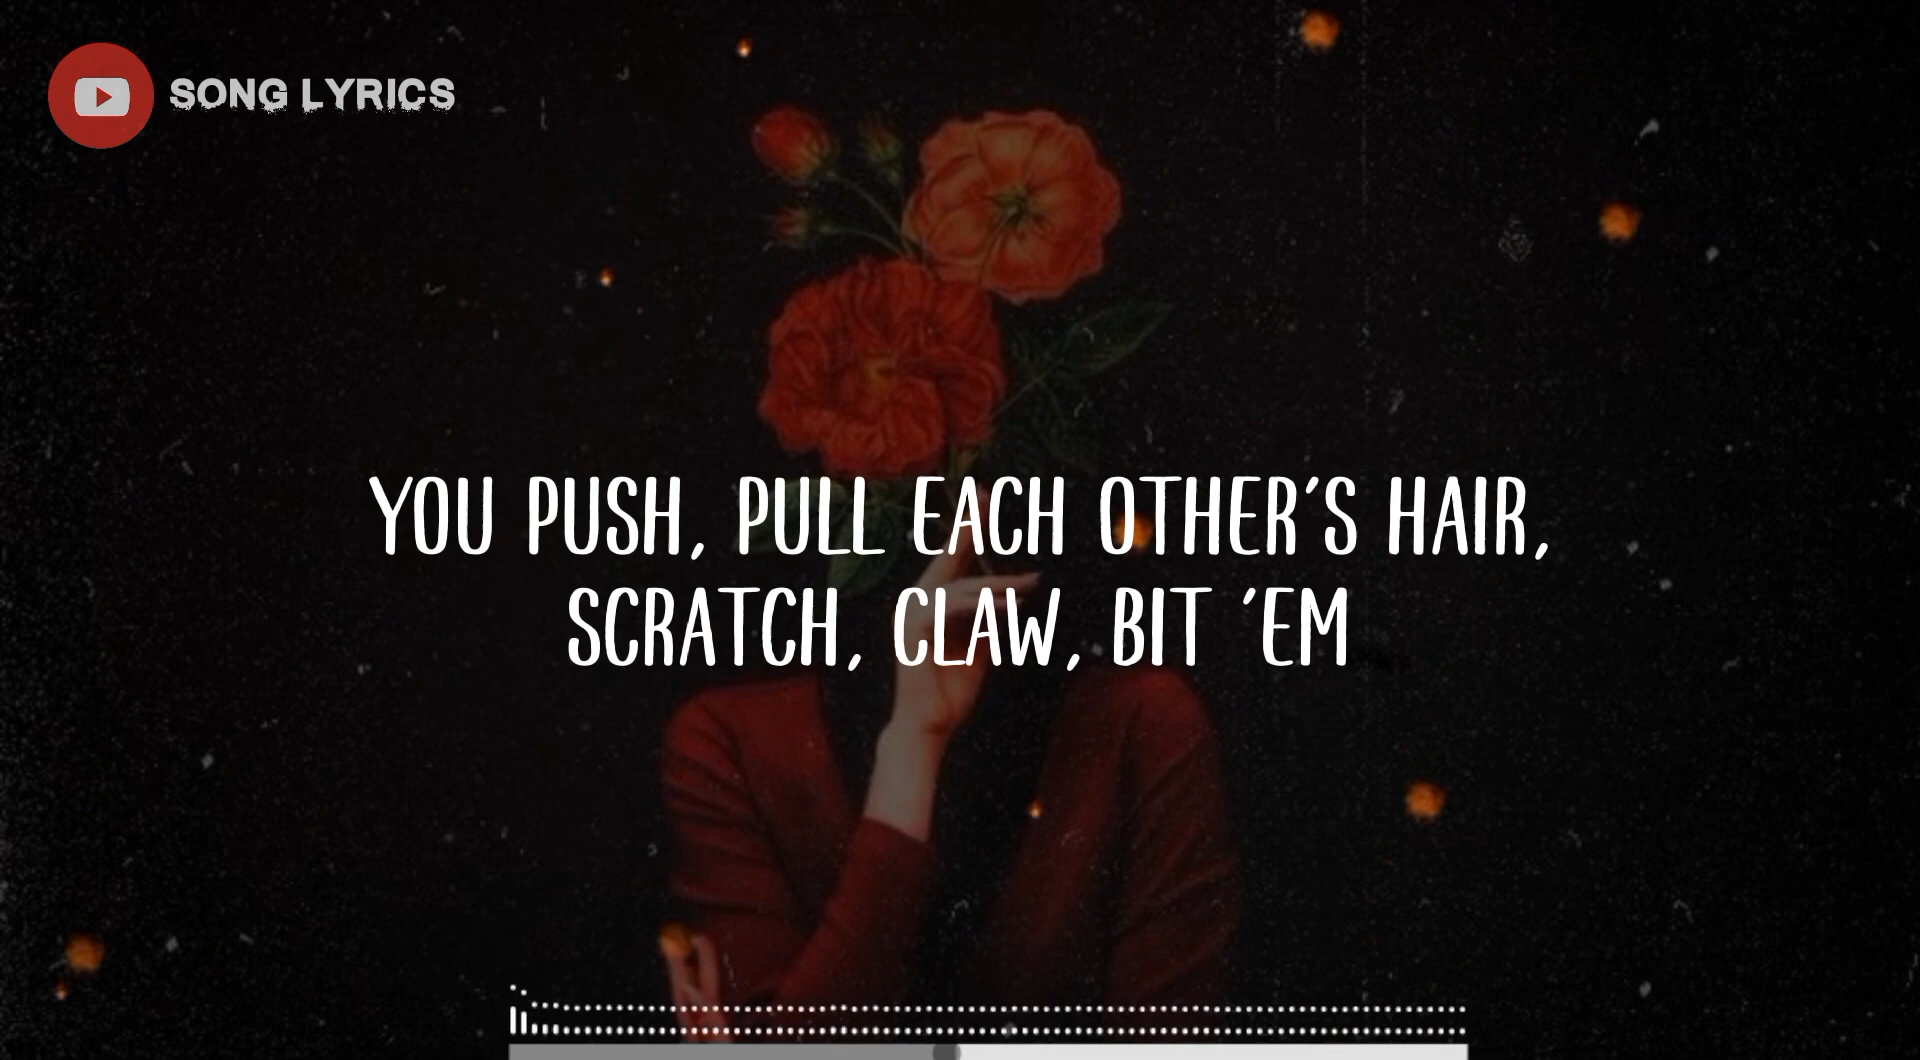 SONG LYRICS
YOU PUSH, PULL EACH OTHER'S HAIR,
SCRATCH, CLAW, BIT 'EM